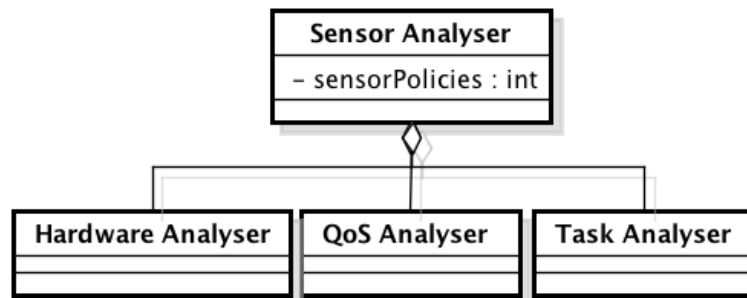 Sensor Analyser
- sensorPolicies : int
Hardware Analyser
QoS Analyser
Task Analyser